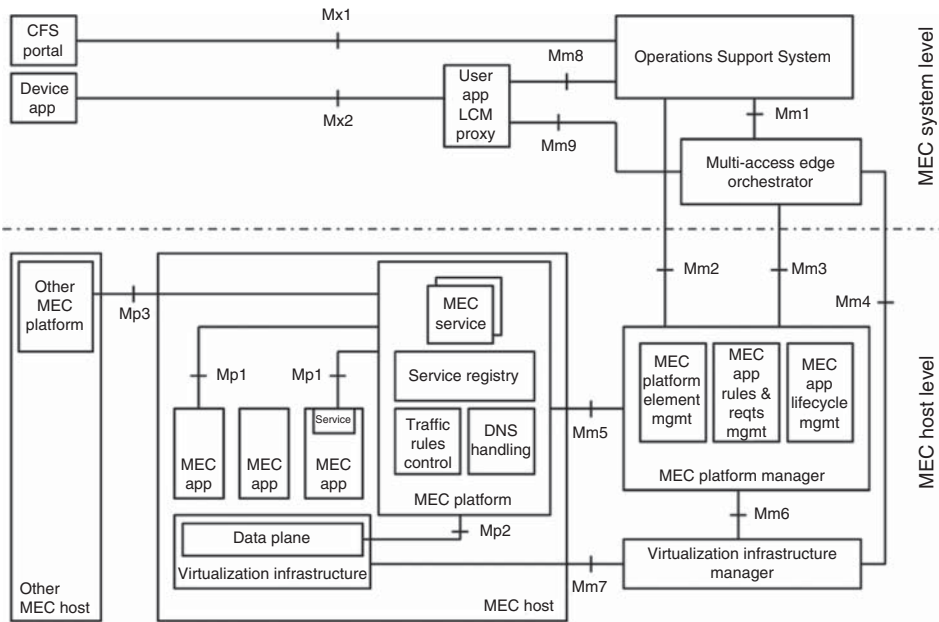 CFS
portal
Mx1
Operations Support System
Mm8
Device
app
Mx2
User
app
LCM
proxy
Mm9
Mm1
Multi-access edge
orchestrator
MEC system level
Mm2
Mm3
Mm4
Other
MEC
platform
Mp3
MEC
service
Mp1
Mp1
Service registry
Traffic
rules
control
DNS
handling
MEC platform
MEC
app
MEC
app
Service
MEC
app
Mp2
Data plane
Virtualization infrastructure
MEC host
Other
MEC host
Mm5
MEC
platform
element
mgmt
MEC
app
rules &
reqts
mgmt
MEC
app
lifecycle
mgmt
MEC platform manager
Mm6
Mm7
Virtualization infrastructure
manager
MEC host level